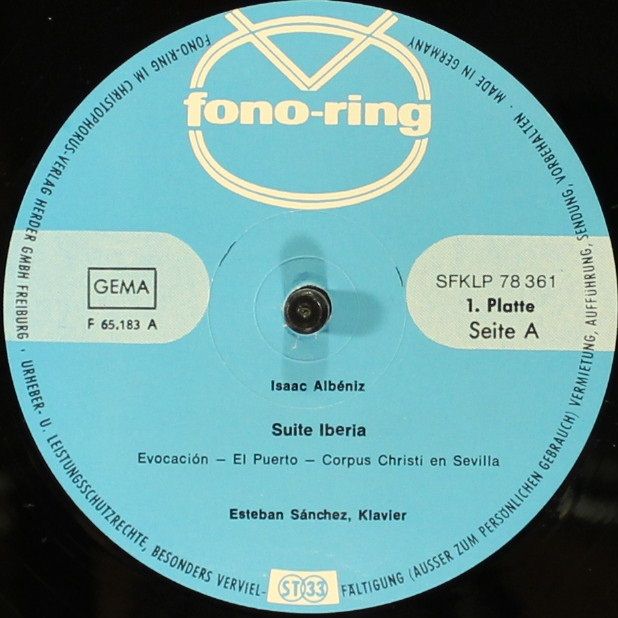 fono-ring
GEMA
F 65.183 A
SFKLP 78 361
1. Platte
Seite A
Isaac Albéniz
Suite Iberia
Evocación – El Puerto – Corpus Christi en Sevilla
Esteban Sánchez, Klavier
ST 33
FONO-RING IM CHRISTOPHORUS-VERLAG HERDER GMBH FREIBURG . URHEBER- U. LEISTUNGSSCHUTZRECHTE, BESONDERS VERVIEL-FÄLTIGUNG (AUSSER ZUM PERSÖNLICHEN GEBRAUCH) VERMIETUNG, AUFFÜHRUNG, SENDUNG, VORBEHALTEN · MADE IN GERMANY